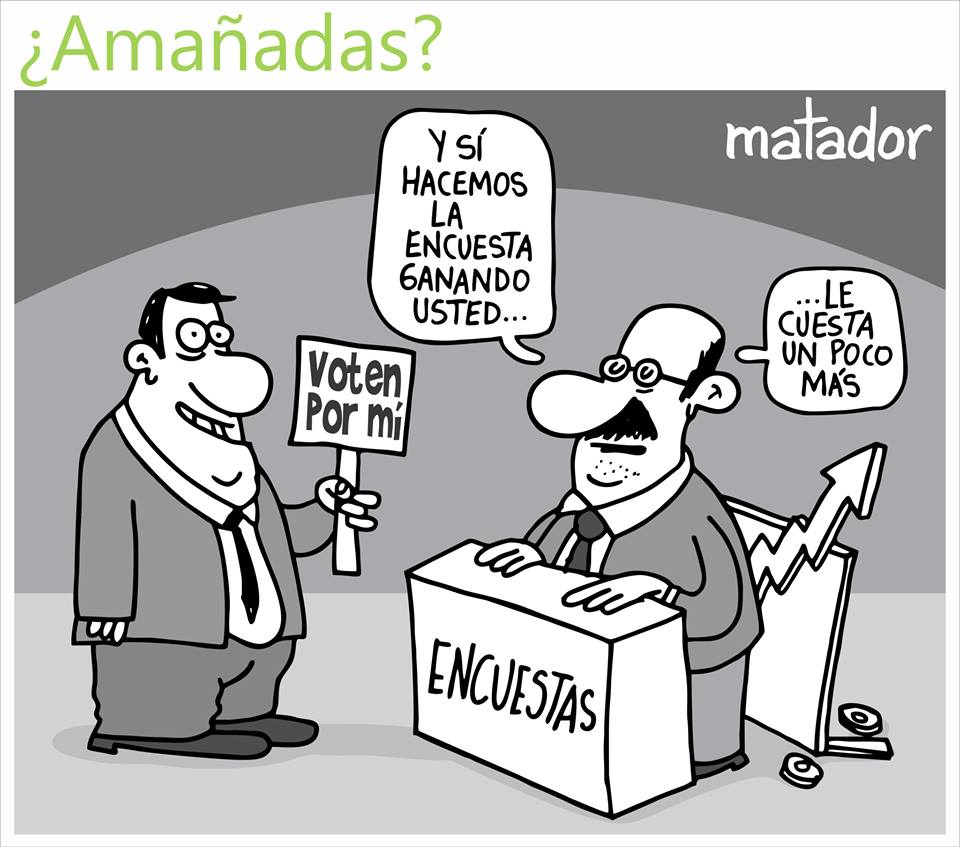 ¿Amañadas?
matador
Y SÍ
HACEMOS
LA
ENCUESTA
GANANDO
USTED...
...LE
CUESTA
UN POCO
MÁS
Voten
Por mí
ENCUESTAS